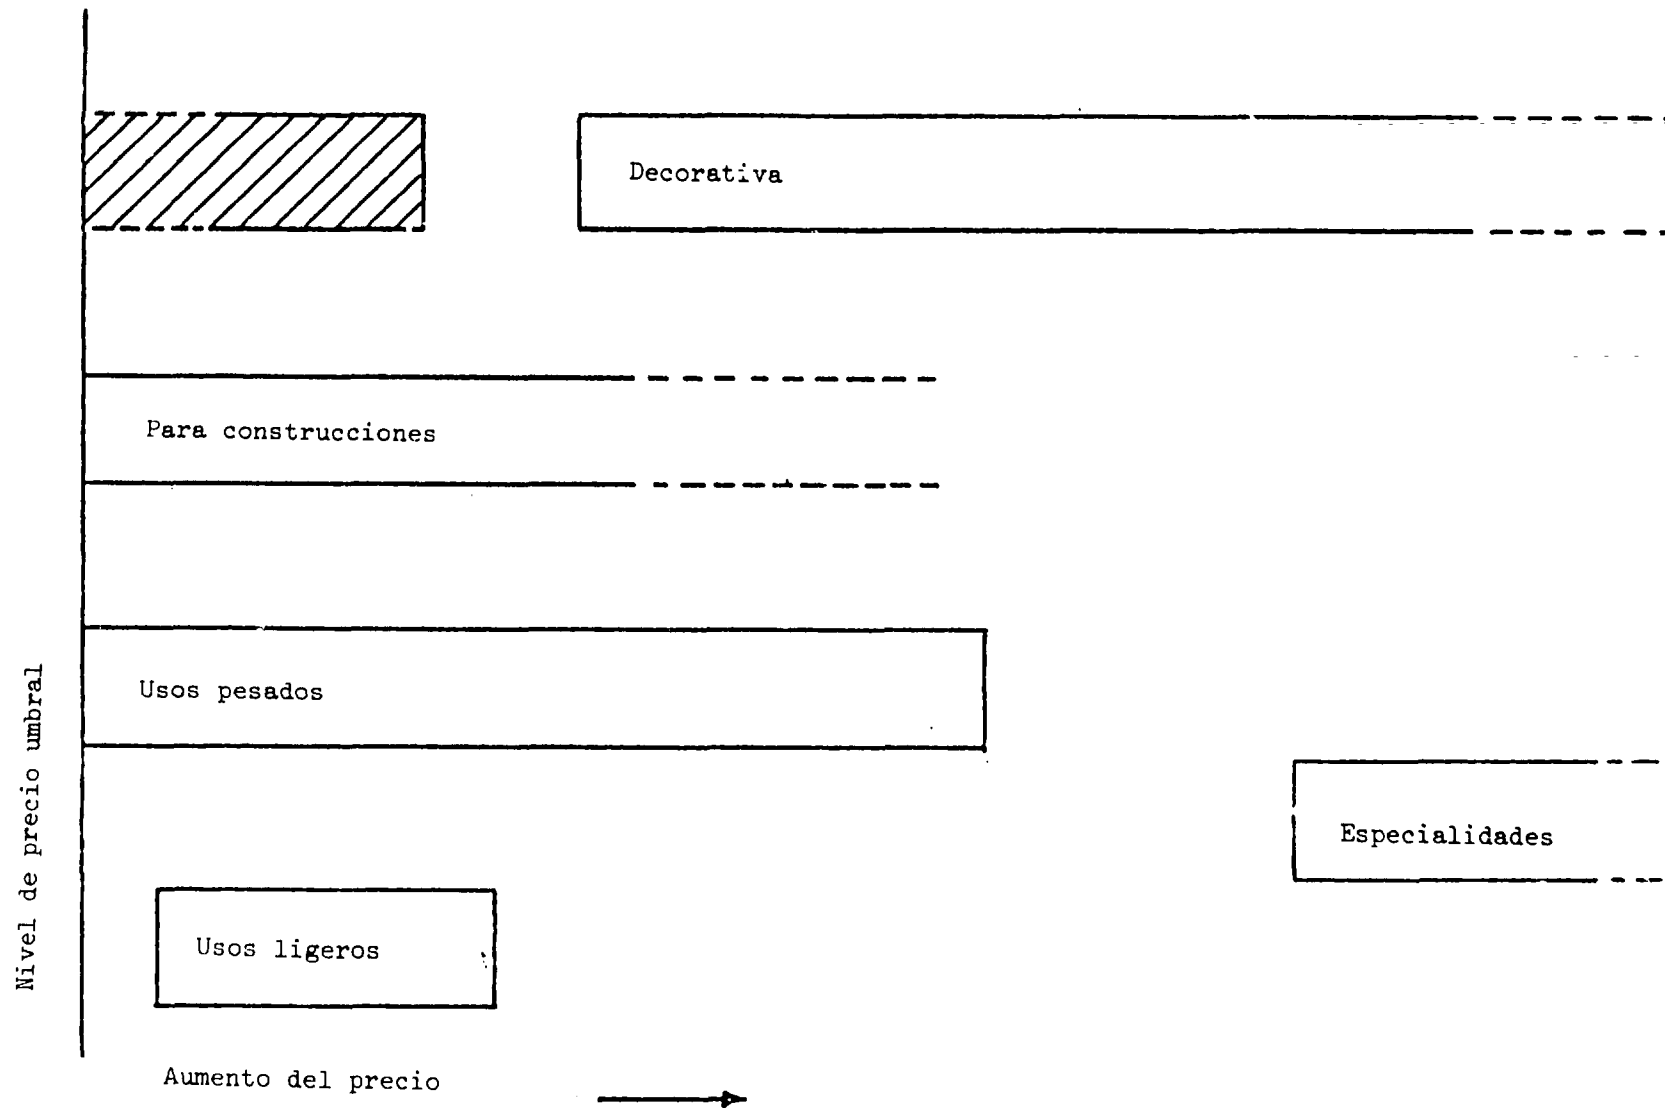 Decorativa
Para construcciones
Usos pesados
Especialidades
Usos ligeros
Nivel de precio umbral
Aumento del precio